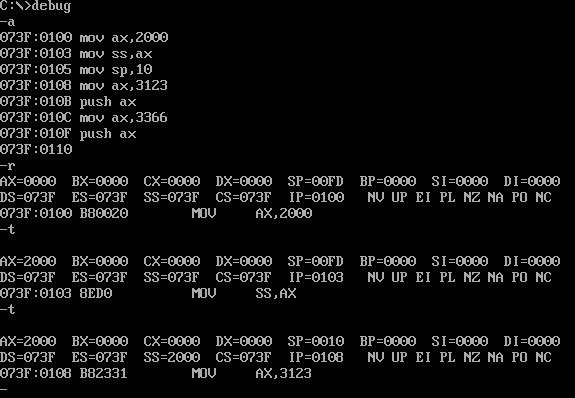 C:\>debug
-a
073F:0100 mov ax,2000
073F:0103 mov ss,ax
073F:0105 mov sp,10
073F:0108 mov ax,3123
073F:010B push ax
073F:010C mov ax,3366
073F:010F push ax
073F:0110
-r
AX=0000  BX=0000  CX=0000  DX=0000  SP=00FD  BP=0000  SI=0000  DI=0000
DS=073F  ES=073F  SS=073F  CS=073F  IP=0100   NV UP EI PL NZ NA PO NC
073F:0100 B80020        MOV     AX,2000
-t
AX=2000  BX=0000  CX=0000  DX=0000  SP=00FD  BP=0000  SI=0000  DI=0000
DS=073F  ES=073F  SS=073F  CS=073F  IP=0103   NV UP EI PL NZ NA PO NC
073F:0103 8ED0          MOV     SS,AX
-t
AX=2000  BX=0000  CX=0000  DX=0000  SP=0010  BP=0000  SI=0000  DI=0000
DS=073F  ES=073F  SS=2000  CS=073F  IP=0108   NV UP EI PL NZ NA PO NC
073F:0108 B82331        MOV     AX,3123
-